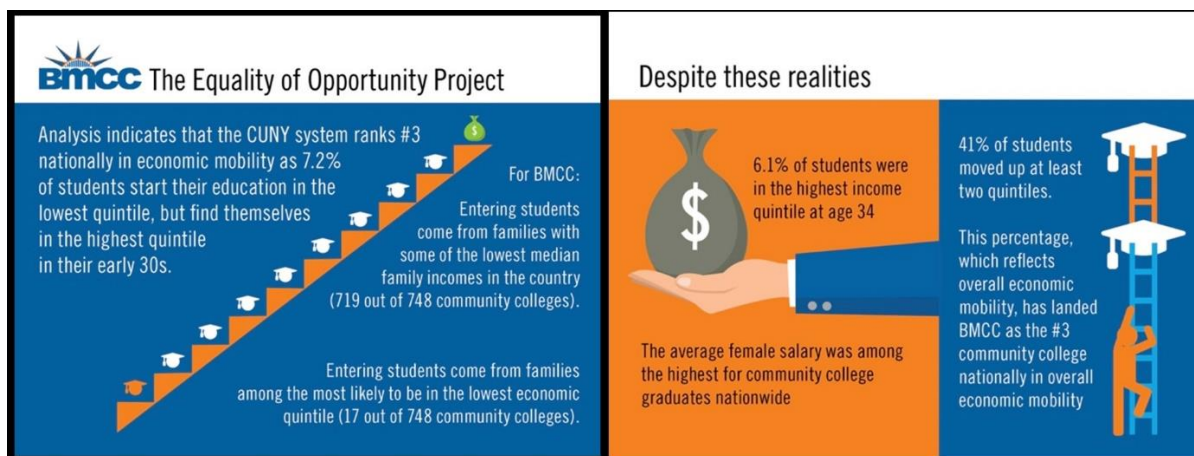 BMCC The Equality of Opportunity Project
Analysis indicates that the CUNY system ranks #3
nationally in economic mobility as 7.2%
of students start their education in the
lowest quintile, but find themselves
in the highest quintile
in their early 30s.
$
For BMCC:
Entering students
come from families with
some of the lowest median
family incomes in the country
(719 out of 748 community colleges).
Entering students come from families
among the most likely to be in the lowest economic
quintile (17 out of 748 community colleges).
Despite these realities
$
6.1% of students were
in the highest income
quintile at age 34
The average female salary was among
the highest for community college
graduates nationwide
41% of students
moved up at least
two quintiles.
This percentage,
which reflects
overall economic
mobility, has landed
BMCC as the #3
community college
nationally in overall
economic mobility